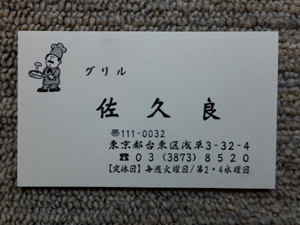 グリル
佐久良
〠111-0032
東京都台東区浅草3-32-4
☎03(3873)8520
【定休日】毎週火曜日/第2・4水曜日